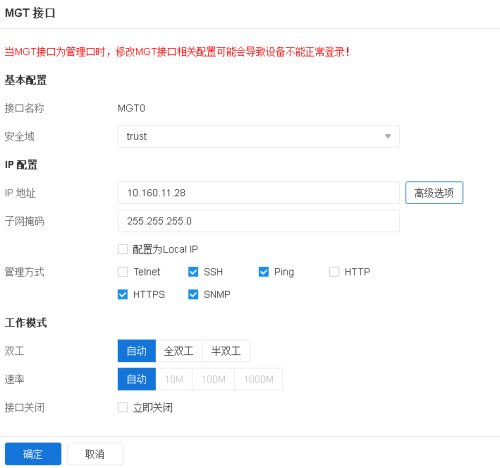 MGT 接口
当MGT接口为管理口时，修改MGT接口相关配置可能会导致设备不能正常登录！
基本配置
接口名称 MGT0
安全域 trust
IP 配置
IP 地址 10.160.11.28 高级选项
子网掩码 255.255.255.0
配置为Local IP
管理方式 Telnet SSH Ping HTTP
HTTPS SNMP
工作模式
双工 自动 全双工 半双工
速率 自动 10M 100M 1000M
接口关闭 立即关闭
确定 取消